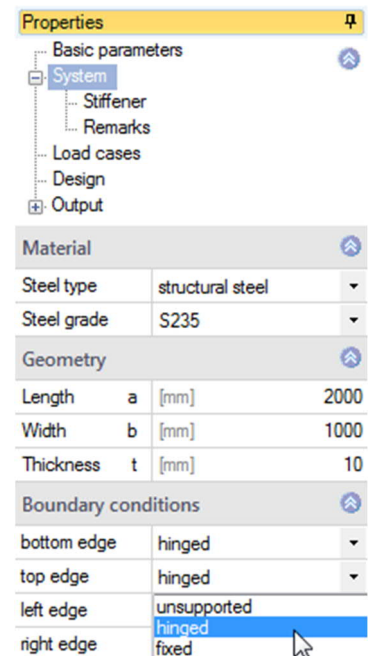 Properties
Basic parameters
System
Stiffener
Remarks
Load cases
Design
Output
Material
Steel type structural steel
Steel grade S235
Geometry
Length a [mm] 2000
Width b [mm] 1000
Thickness t [mm] 10
Boundary conditions
bottom edge hinged
top edge hinged
left edge unsupported
hinged
right edge fixed